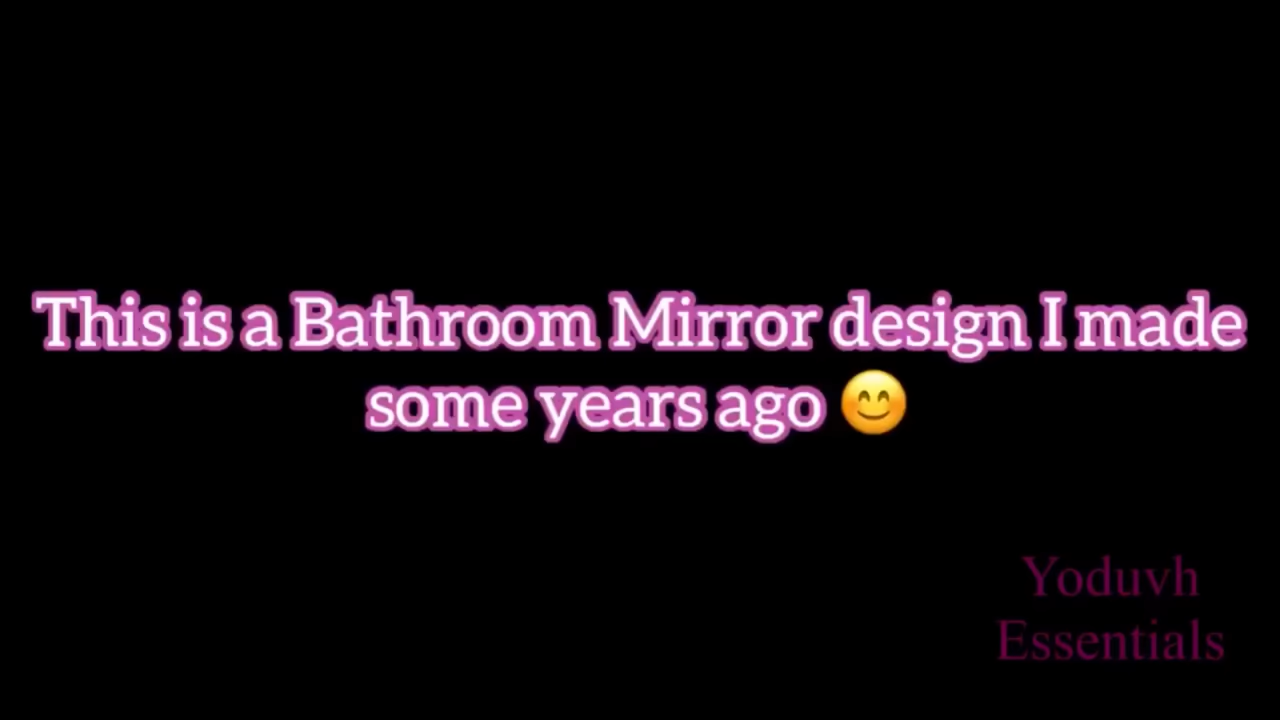 This is a Bathroom Mirror design I made
some years ago 😊
Yoduvh
Essentials